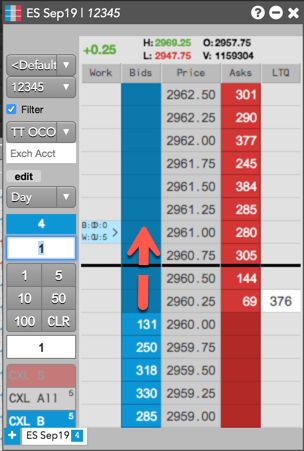 ES Sep19 | 12345
+0.25 H: 2969.25 O: 2957.75
L: 2947.75 V: 1159304
<Default
12345
Filter
TT OCO
Exch Acct
edit
Day
4
1
1 5
10 50
100 CLR
1
CXL S
CXL All 5
CXL B 5
Work Bids Price Asks LTQ
2962.50 301
2962.25 290
2962.00 377
2961.75 245
2961.50 384
2961.25 285
B:0 2961.00 280
W:5
2960.75 305
2960.50 144
2960.25 69 376
131 2960.00
250 2959.75
318 2959.50
330 2959.25
285 2959.00
+ ES Sep19 4